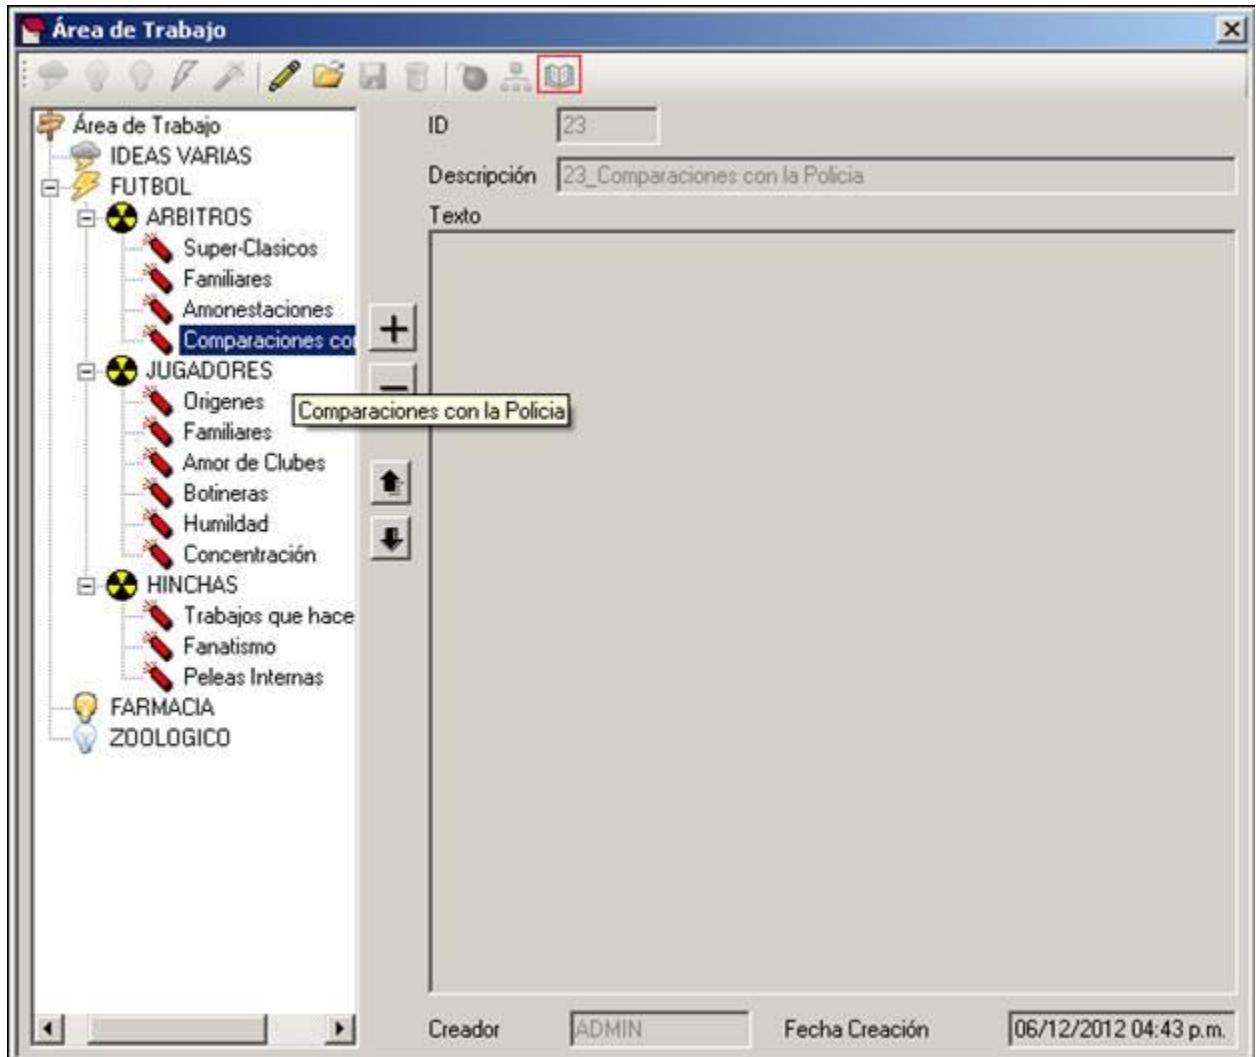 Área de Trabajo
Área de Trabajo
IDEAS VARIAS
FUTBOL
ARBITROS
Super-Clasicos
Familiares
Amonestaciones
Comparaciones con
JUGADORES
Origenes
Familiares
Amor de Clubes
Botineras
Humildad
Concentración
HINCHAS
Trabajos que hace
Fanatismo
Peleas Internas
FARMACIA
ZOOLOGICO
Comparaciones con la Policia
ID 23
Descripción 23_Comparaciones con la Policia
Texto
Creador ADMIN Fecha Creación 06/12/2012 04:43 p.m.